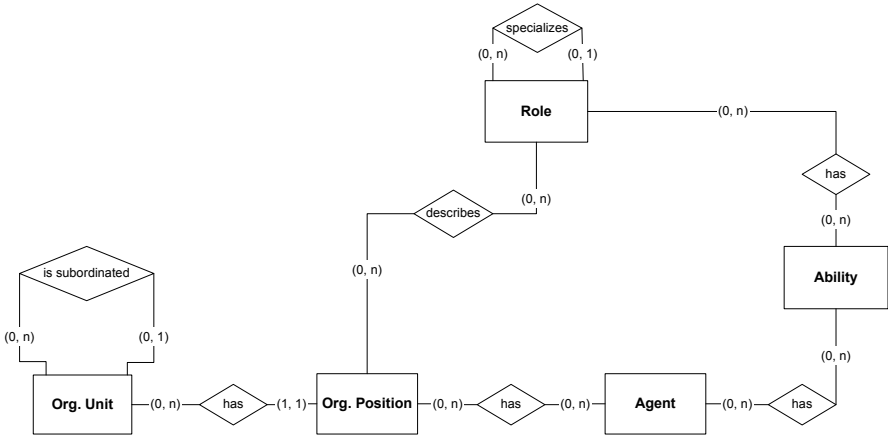 specializes
(0, n)
(0, 1)
Role
(0, n)
has
(0, n)
describes
(0, n)
(0, n)
is subordinated
Ability
(0, n)
(0, 1)
(0, n)
Org. Unit
(0, n)
has
(1, 1)
Org. Position
(0, n)
has
(0, n)
Agent
(0, n)
has